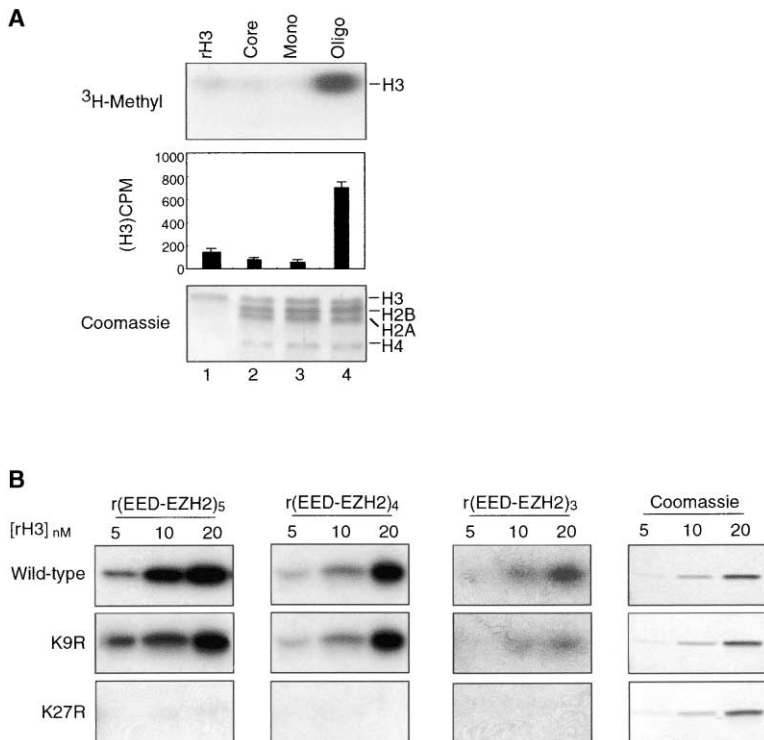 A
rH3 Core Mono Oligo
³H-Methyl
H3
(H3)CPM
1000
800
600
400
200
0
Coomassie
H3
H2B
H2A
H4
1 2 3 4
B
r(EED-EZH2)₅ r(EED-EZH2)₄ r(EED-EZH2)₃ Coomassie
[rH3] nM 5 10 20 5 10 20 5 10 20 5 10 20
Wild-type
K9R
K27R